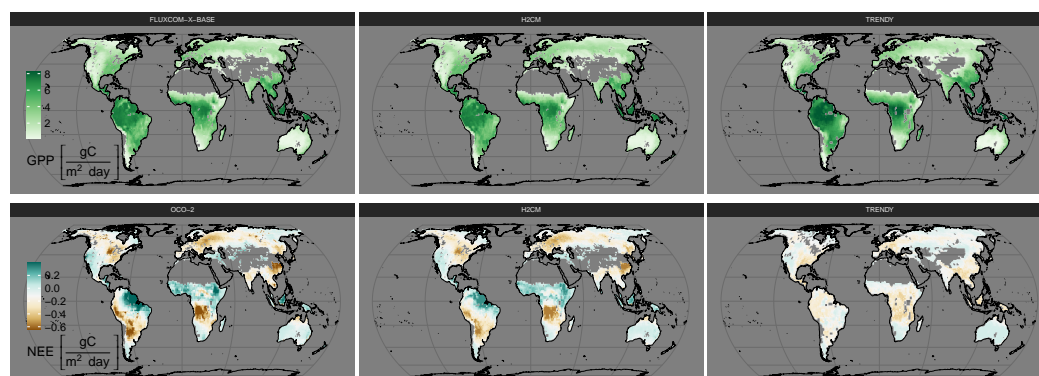 FLUXCOM-X-BASE
H2CM
TRENDY
8
6
4
2
GPP [gC / m² day]
OCO-2
H2CM
TRENDY
0.2
0.0
-0.2
-0.4
-0.6
NEE [gC / m² day]